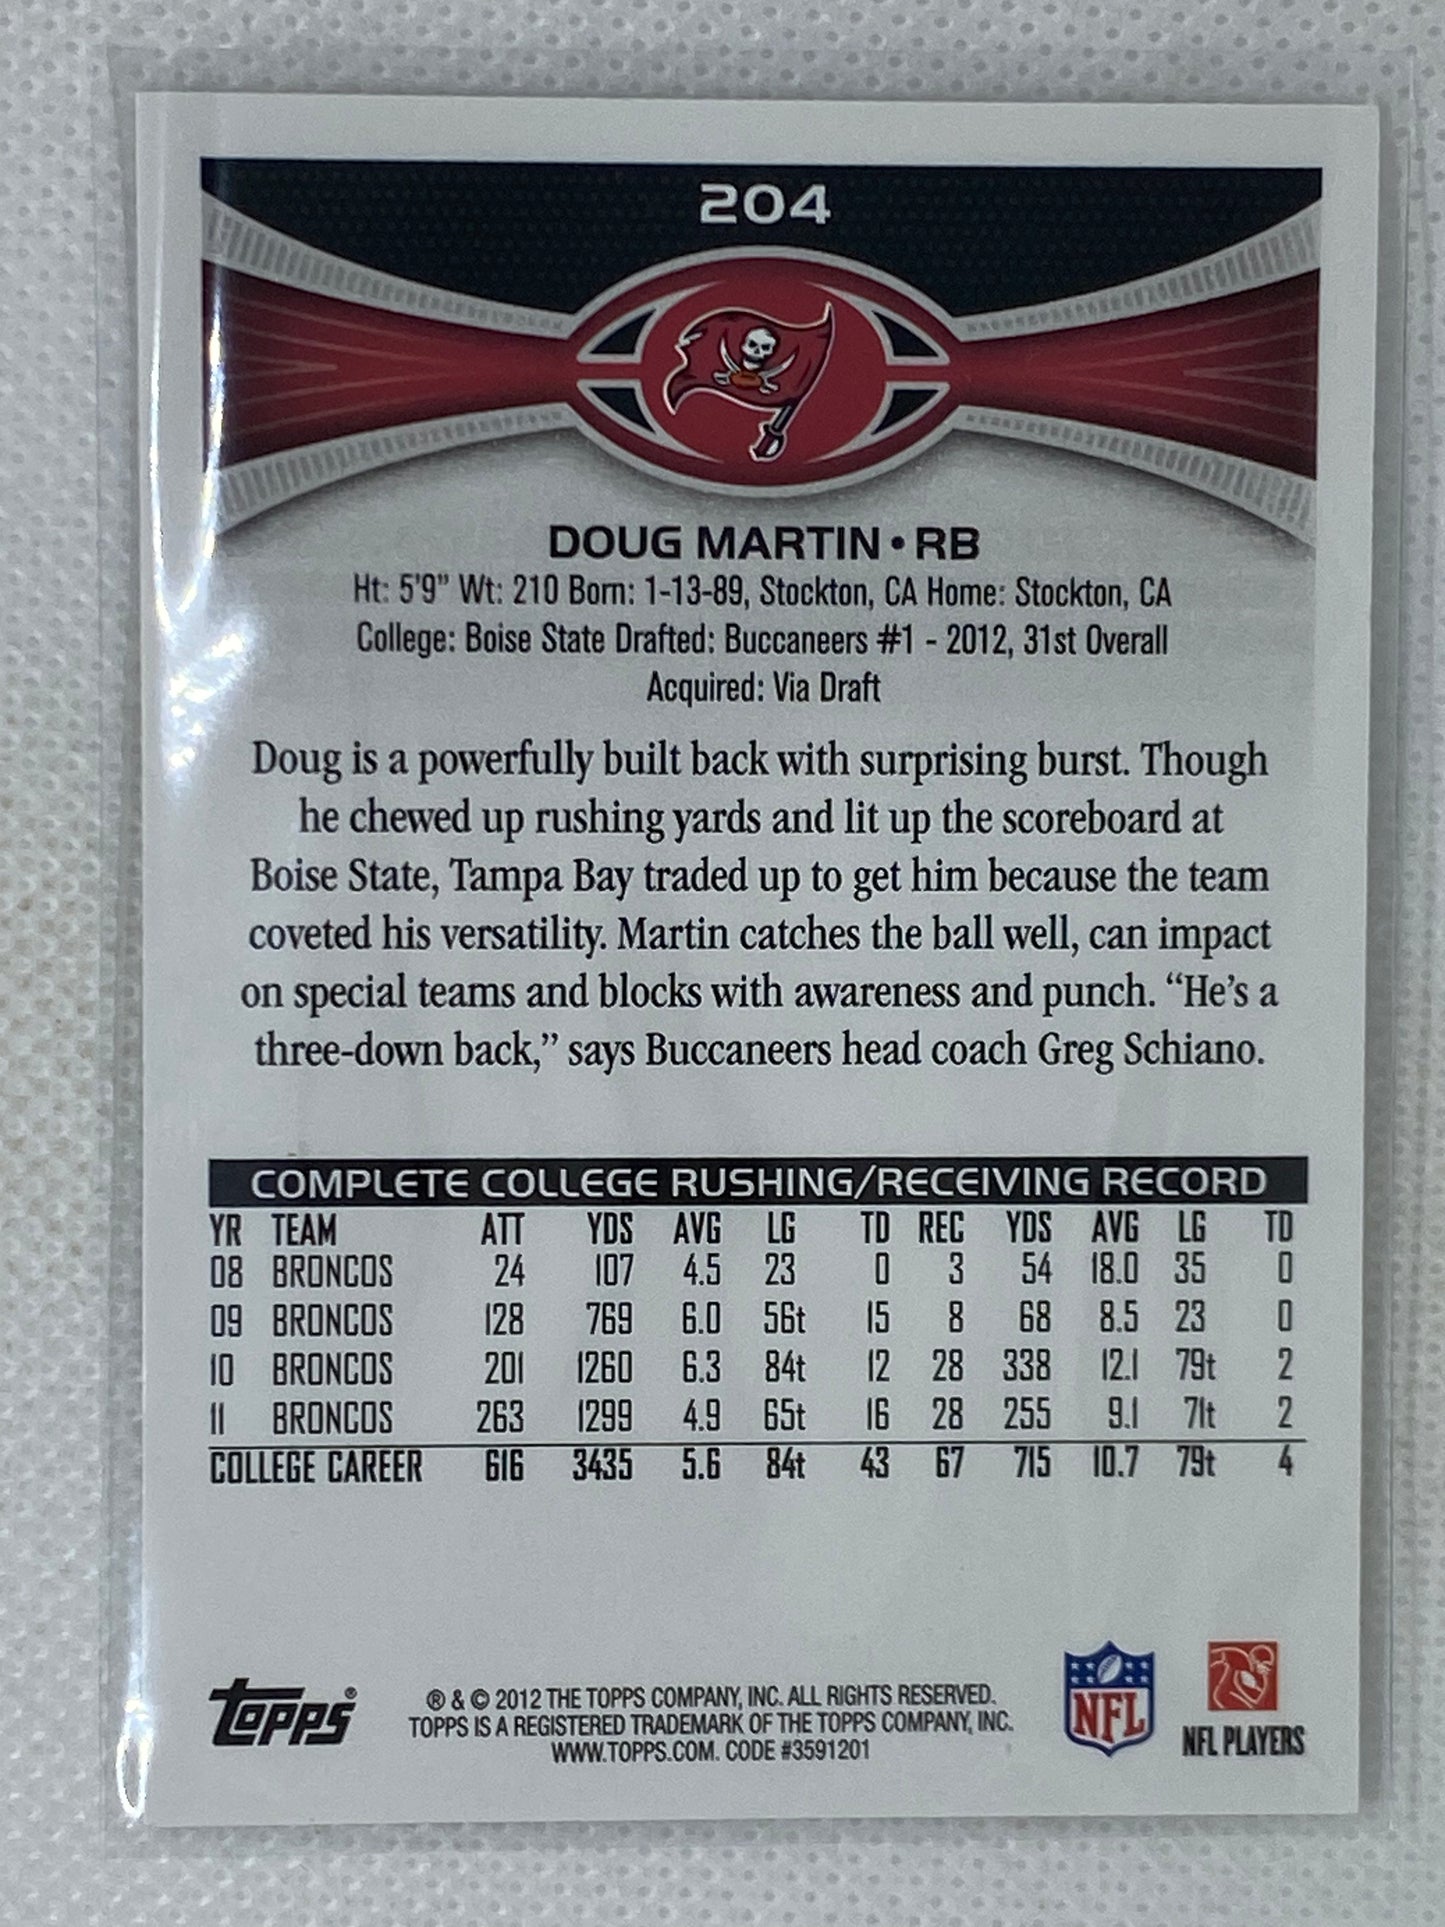 204
DOUG MARTIN • RB
Ht: 5'9" Wt: 210 Born: 1-13-89, Stockton, CA Home: Stockton, CA
College: Boise State Drafted: Buccaneers #1 - 2012, 31st Overall
Acquired: Via Draft
Doug is a powerfully built back with surprising burst. Though
he chewed up rushing yards and lit up the scoreboard at
Boise State, Tampa Bay traded up to get him because the team
coveted his versatility. Martin catches the ball well, can impact
on special teams and blocks with awareness and punch. “He’s a
three-down back,” says Buccaneers head coach Greg Schiano.
COMPLETE COLLEGE RUSHING/RECEIVING RECORD
YR TEAM ATT YDS AVG LG TD REC YDS AVG LG TD
08 BRONCOS 24 107 4.5 23 0 3 54 18.0 35 0
09 BRONCOS 128 769 6.0 56t 15 8 68 8.5 23 0
10 BRONCOS 201 1260 6.3 84t 12 28 338 12.1 79t 2
11 BRONCOS 263 1299 4.9 65t 16 28 255 9.1 71t 2
COLLEGE CAREER 616 3435 5.6 84t 43 67 715 10.7 79t 4
topps®
® & © 2012 THE TOPPS COMPANY, INC. ALL RIGHTS RESERVED.
TOPPS IS A REGISTERED TRADEMARK OF THE TOPPS COMPANY, INC.
WWW.TOPPS.COM. CODE #3591201
NFL
NFL PLAYERS